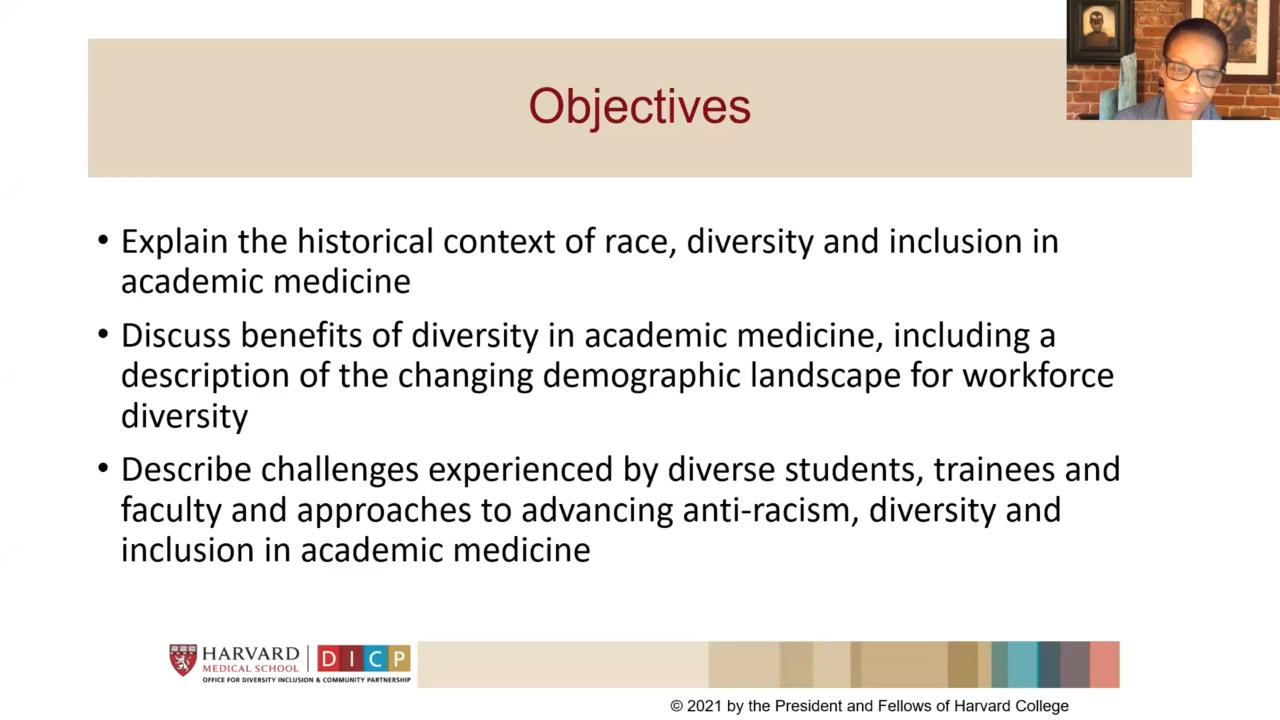 Objectives
• Explain the historical context of race, diversity and inclusion in
academic medicine
• Discuss benefits of diversity in academic medicine, including a
description of the changing demographic landscape for workforce
diversity
• Describe challenges experienced by diverse students, trainees and
faculty and approaches to advancing anti-racism, diversity and
inclusion in academic medicine
HARVARD
MEDICAL SCHOOL
D I C P
OFFICE FOR DIVERSITY INCLUSION & COMMUNITY PARTNERSHIP
© 2021 by the President and Fellows of Harvard College